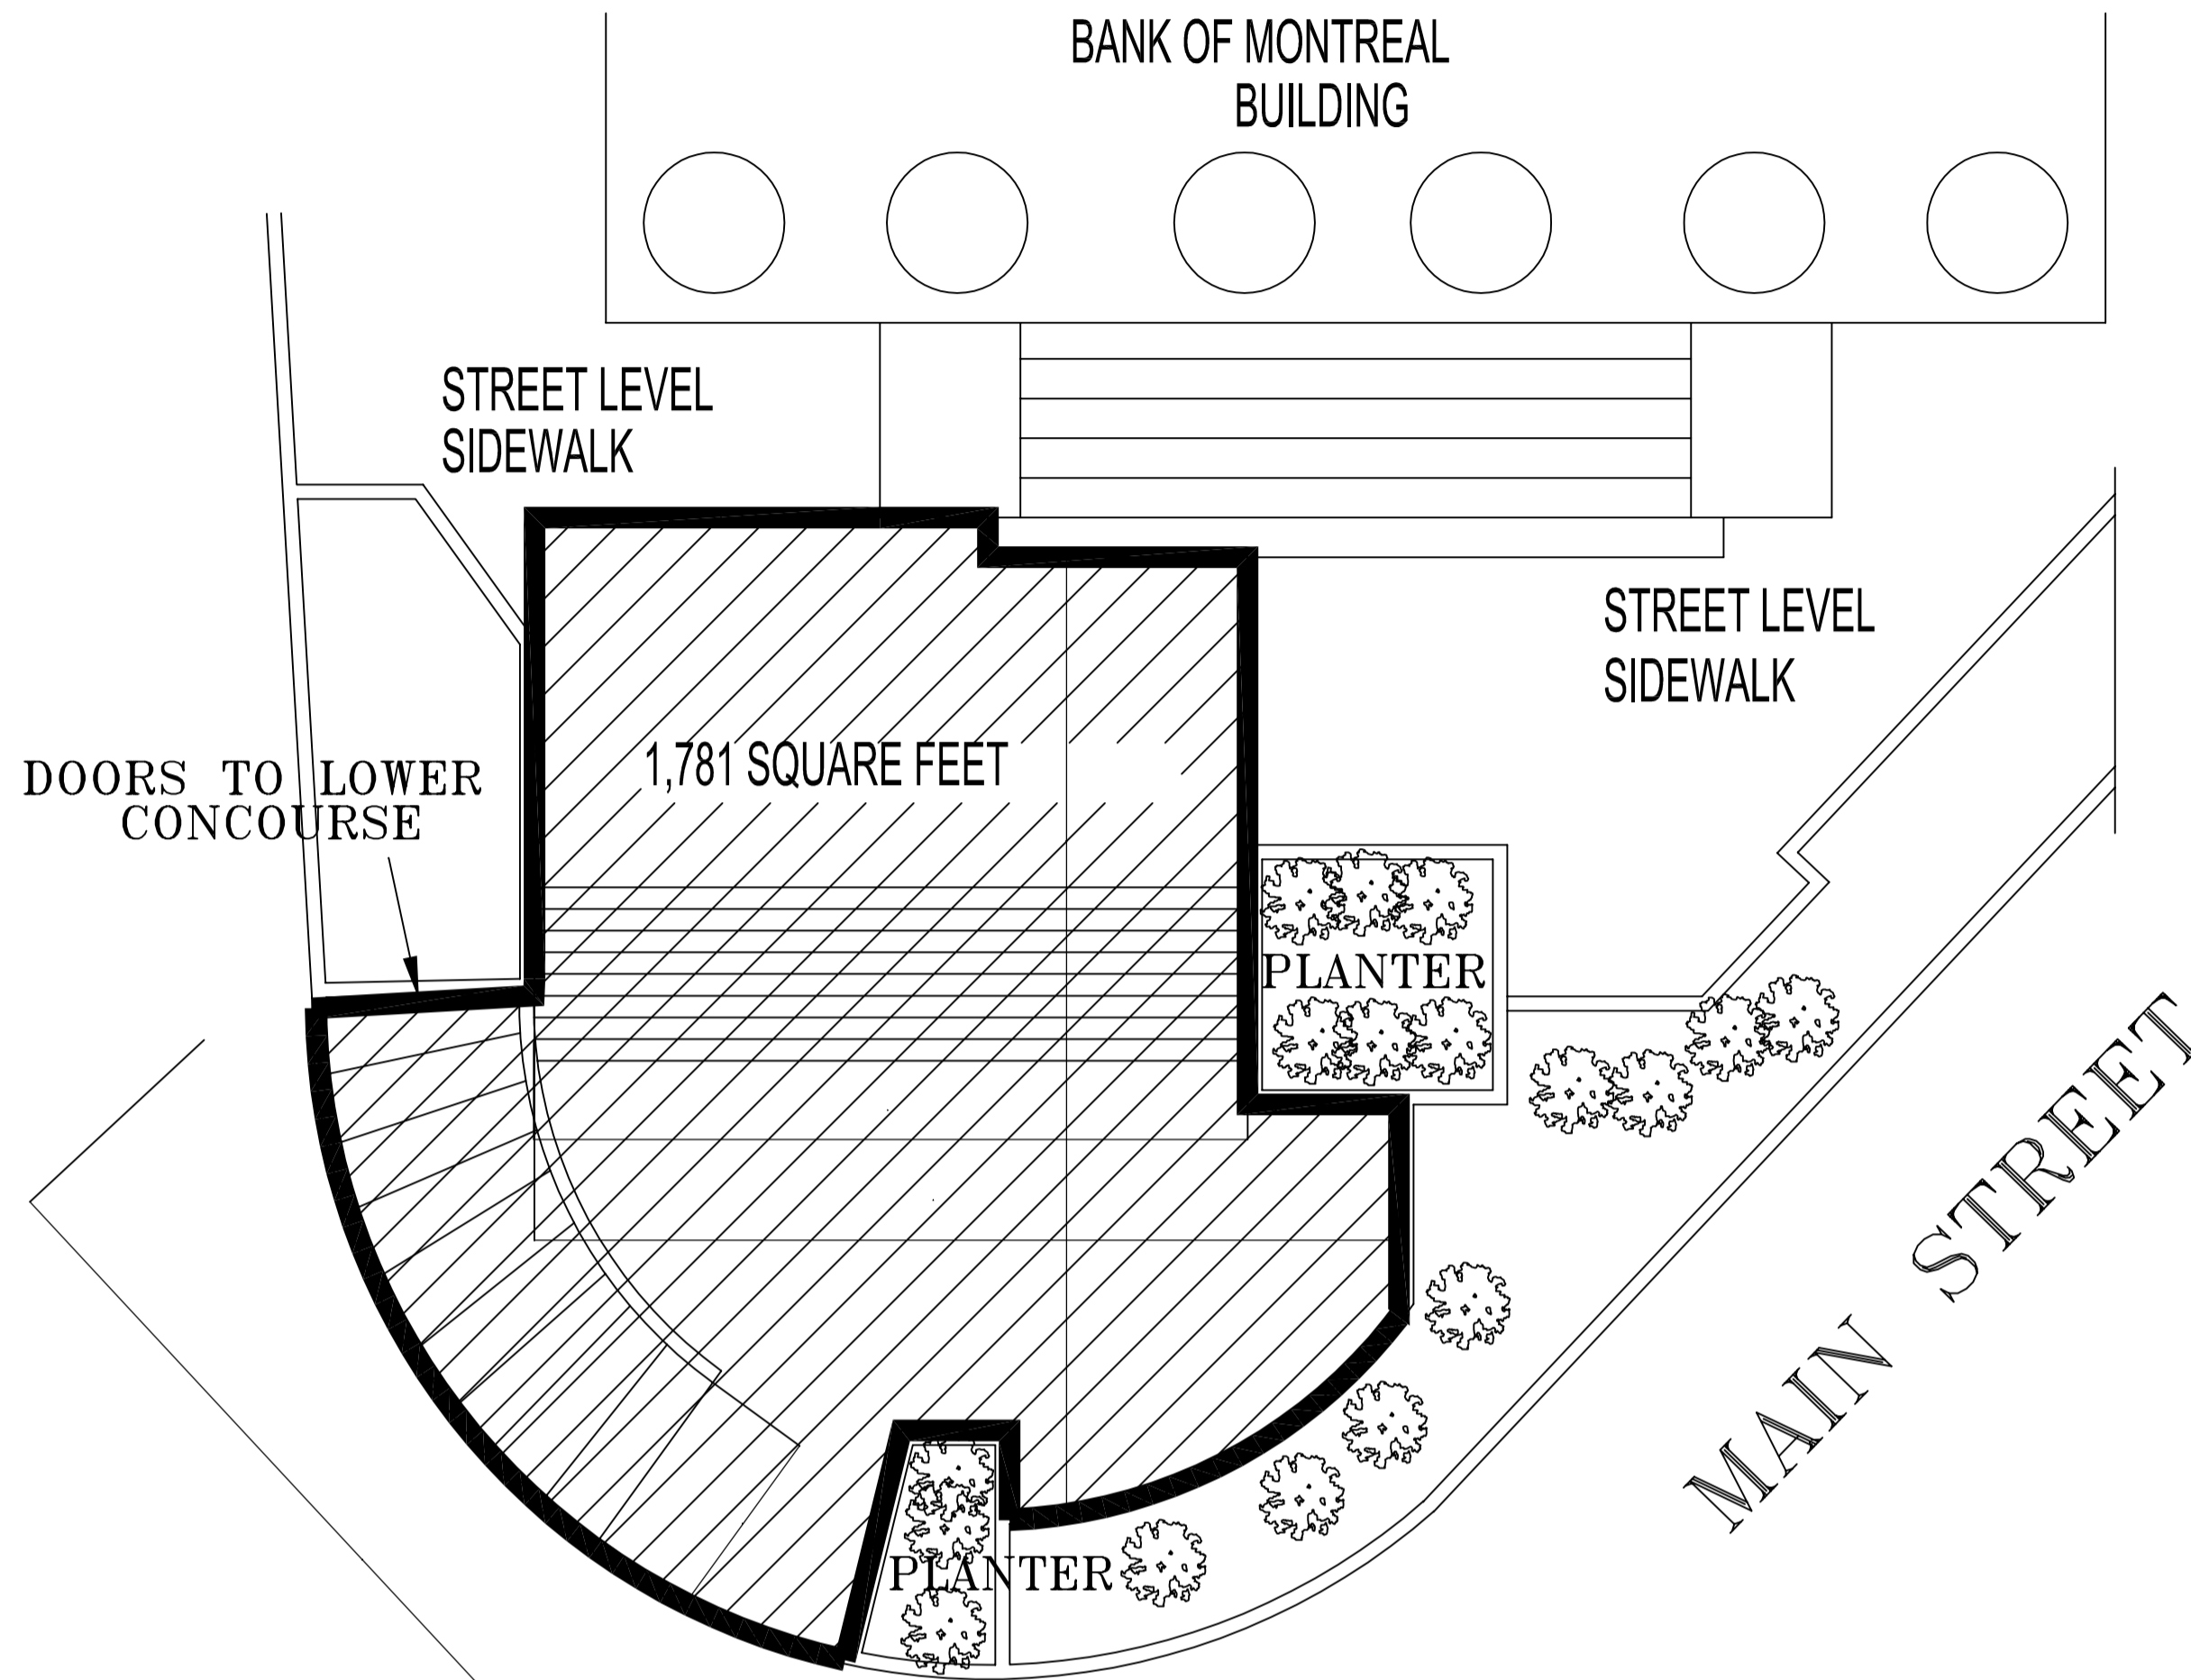 BANK OF MONTREAL
BUILDING
STREET LEVEL
SIDEWALK
STREET LEVEL
SIDEWALK
1,781 SQUARE FEET
DOORS TO LOWER
CONCOURSE
PLANTER
PLANTER
MAIN STREET